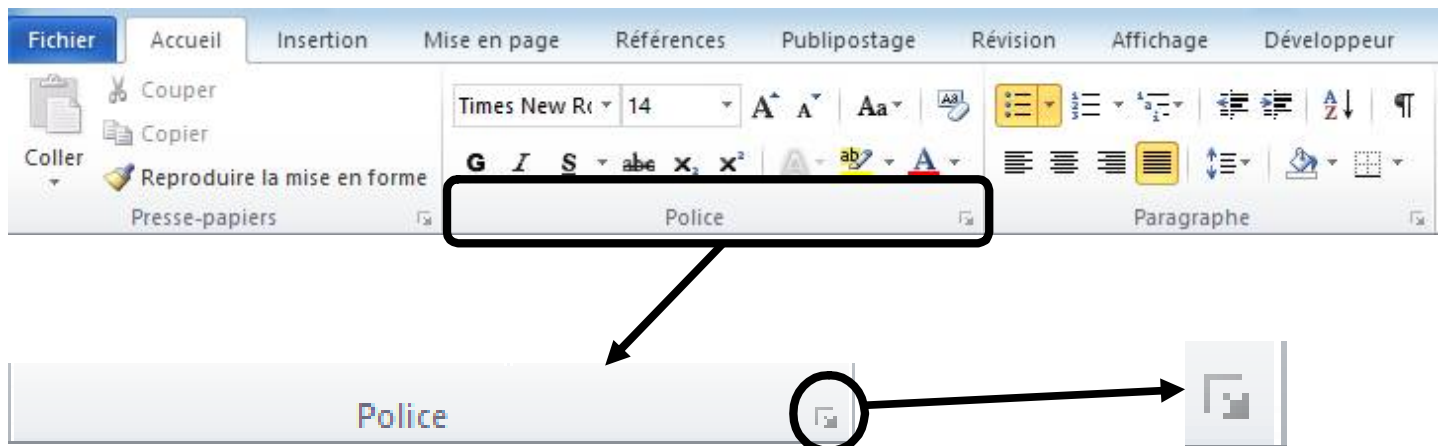 Fichier Accueil Insertion Mise en page Références Publipostage Révision Affichage Développeur
Couper
Times New Ro 14 A A Aa
Copier
Coller
G I S abc x₂ x² A ab A
Reproduire la mise en forme
Presse-papiers Police Paragraphe
Police